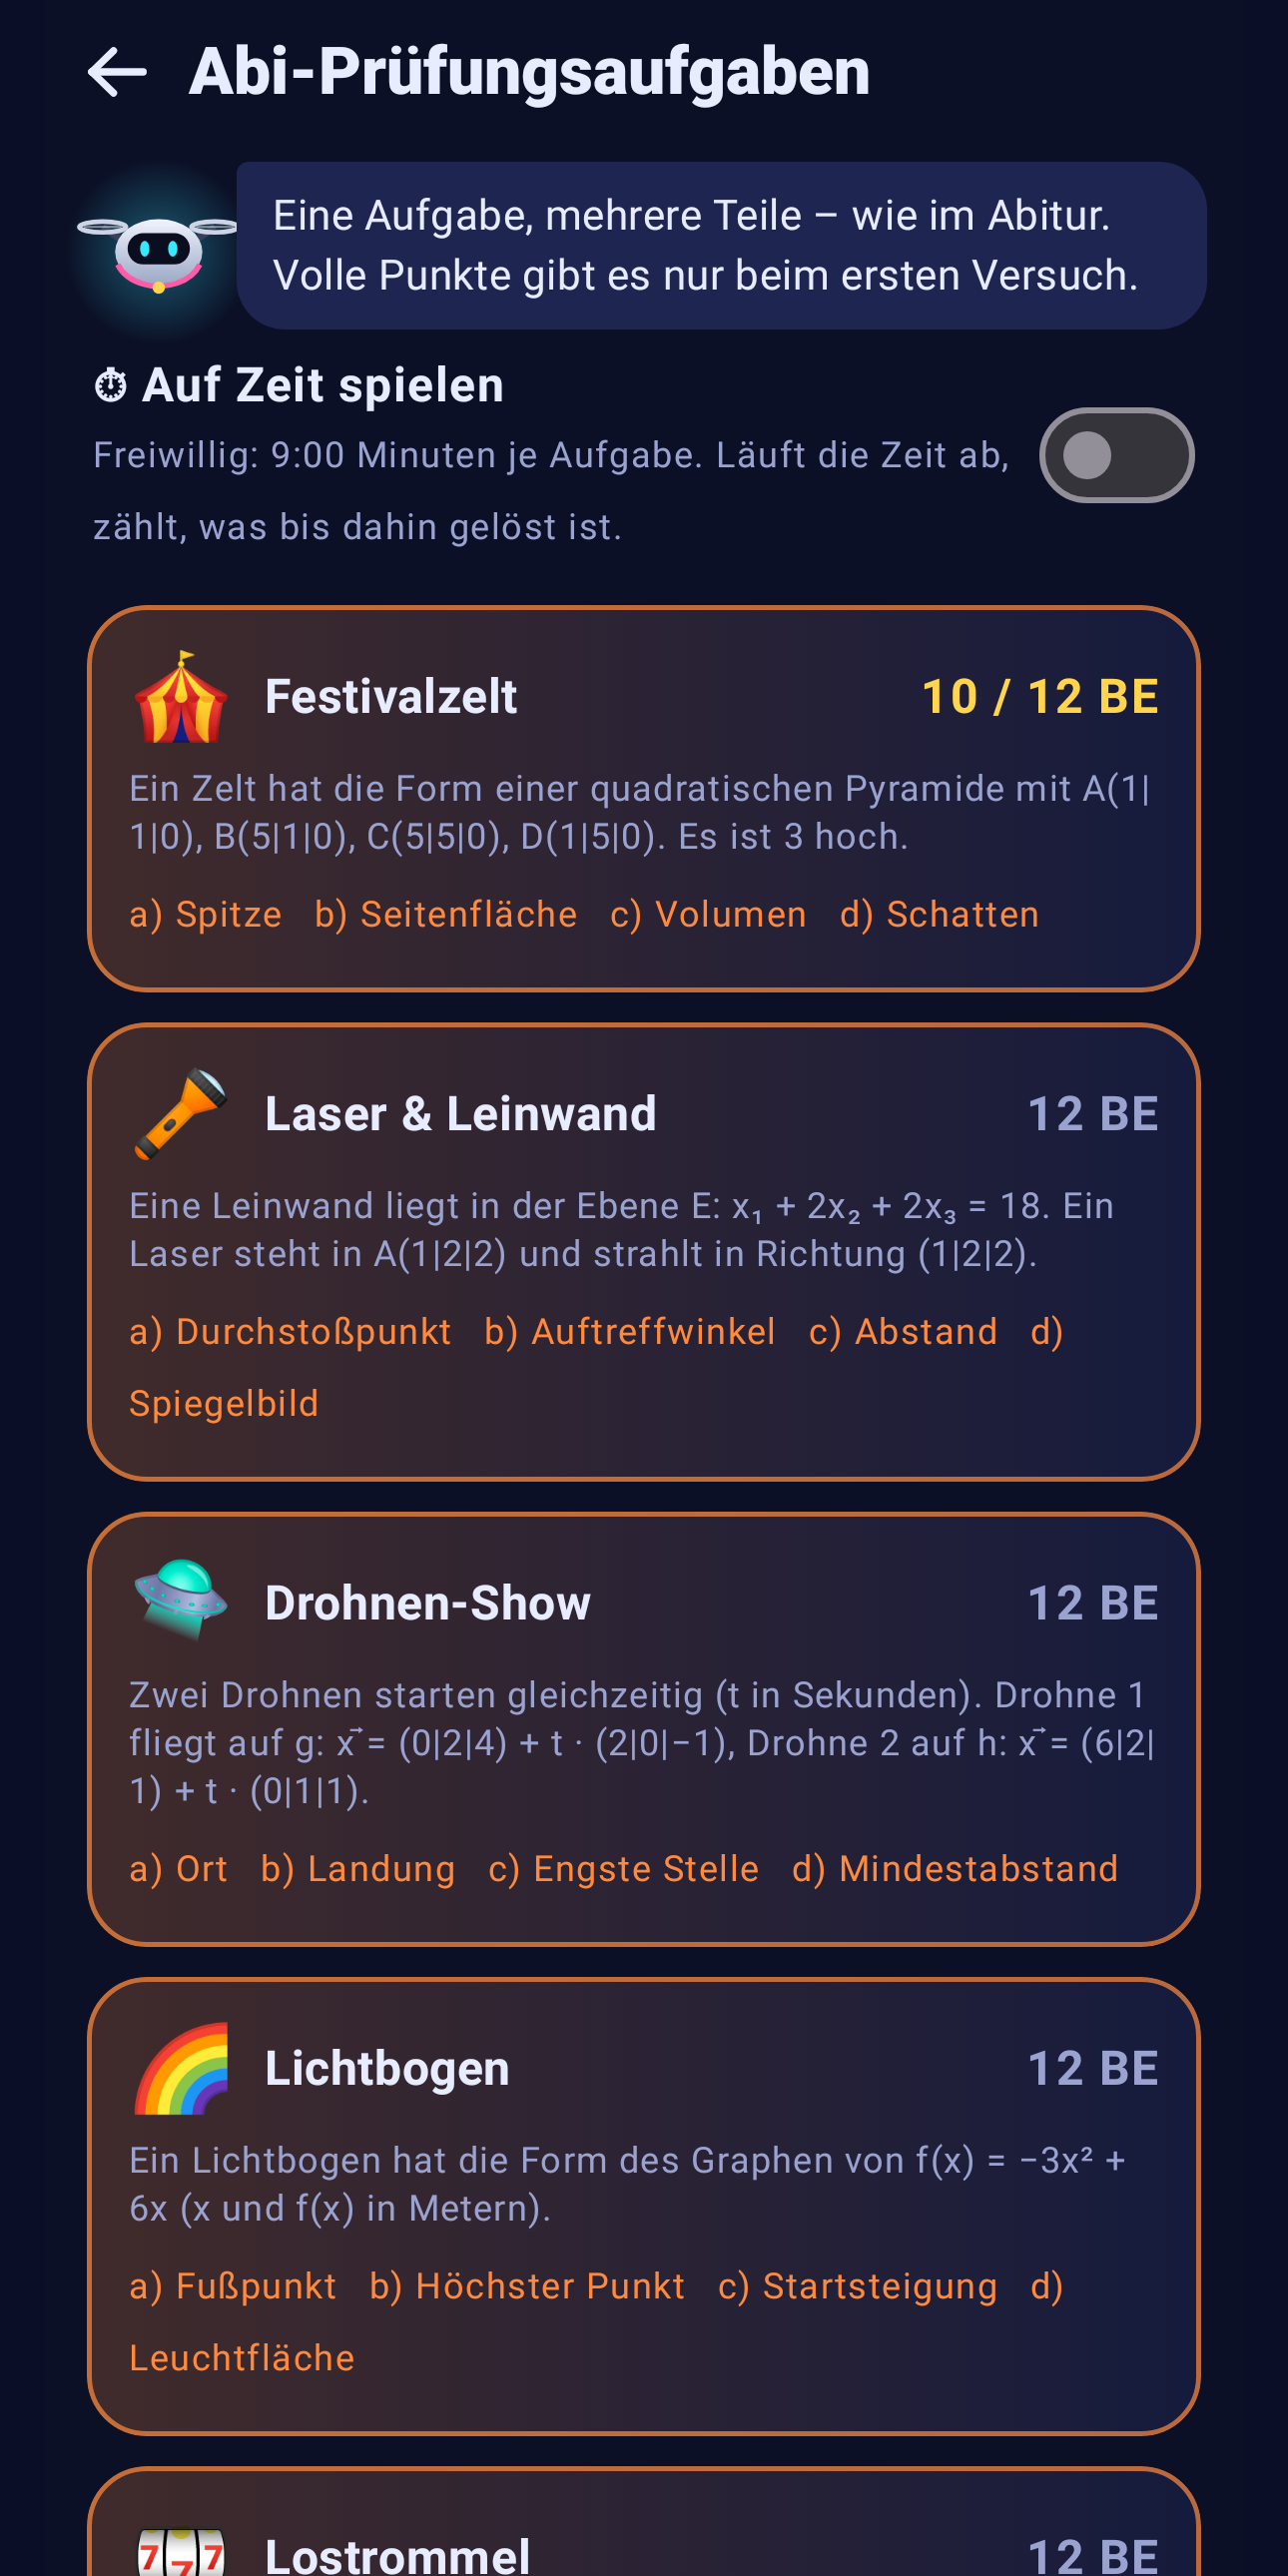 Abi-Prüfungsaufgaben
Eine Aufgabe, mehrere Teile – wie im Abitur.
Volle Punkte gibt es nur beim ersten Versuch.
⏱ Auf Zeit spielen
Freiwillig: 9:00 Minuten je Aufgabe. Läuft die Zeit ab,
zählt, was bis dahin gelöst ist.
Festivalzelt 10 / 12 BE
Ein Zelt hat die Form einer quadratischen Pyramide mit A(1|
1|0), B(5|1|0), C(5|5|0), D(1|5|0). Es ist 3 hoch.
a) Spitze b) Seitenfläche c) Volumen d) Schatten
Laser & Leinwand 12 BE
Eine Leinwand liegt in der Ebene E: x₁ + 2x₂ + 2x₃ = 18. Ein
Laser steht in A(1|2|2) und strahlt in Richtung (1|2|2).
a) Durchstoßpunkt b) Auftreffwinkel c) Abstand d)
Spiegelbild
Drohnen-Show 12 BE
Zwei Drohnen starten gleichzeitig (t in Sekunden). Drohne 1
fliegt auf g: x⃗ = (0|2|4) + t · (2|0|−1), Drohne 2 auf h: x⃗ = (6|2|
1) + t · (0|1|1).
a) Ort b) Landung c) Engste Stelle d) Mindestabstand
Lichtbogen 12 BE
Ein Lichtbogen hat die Form des Graphen von f(x) = −3x² +
6x (x und f(x) in Metern).
a) Fußpunkt b) Höchster Punkt c) Startsteigung d)
Leuchtfläche
777
Lostrommel 12 BE